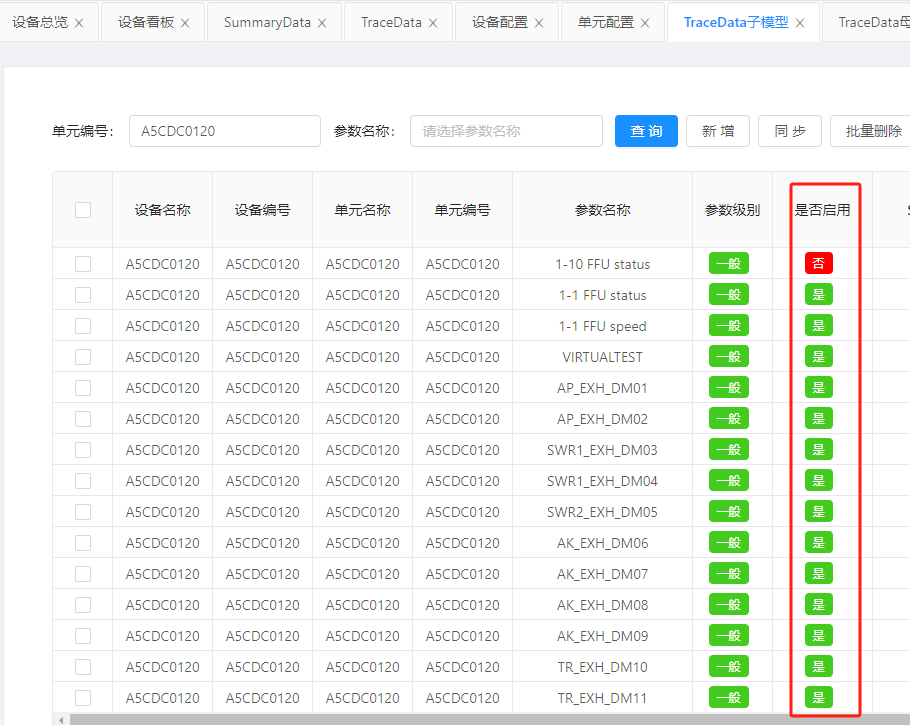 设备总览 × 设备看板 × SummaryData × TraceData × 设备配置 × 单元配置 × TraceData子模型 × TraceData母
单元编号: A5CDC0120 参数名称: 请选择参数名称 查 询 新 增 同 步 批量删除
设备名称 设备编号 单元名称 单元编号 参数名称 参数级别 是否启用
A5CDC0120 A5CDC0120 A5CDC0120 A5CDC0120 1-10 FFU status 一般 否
A5CDC0120 A5CDC0120 A5CDC0120 A5CDC0120 1-1 FFU status 一般 是
A5CDC0120 A5CDC0120 A5CDC0120 A5CDC0120 1-1 FFU speed 一般 是
A5CDC0120 A5CDC0120 A5CDC0120 A5CDC0120 VIRTUALTEST 一般 是
A5CDC0120 A5CDC0120 A5CDC0120 A5CDC0120 AP_EXH_DM01 一般 是
A5CDC0120 A5CDC0120 A5CDC0120 A5CDC0120 AP_EXH_DM02 一般 是
A5CDC0120 A5CDC0120 A5CDC0120 A5CDC0120 SWR1_EXH_DM03 一般 是
A5CDC0120 A5CDC0120 A5CDC0120 A5CDC0120 SWR1_EXH_DM04 一般 是
A5CDC0120 A5CDC0120 A5CDC0120 A5CDC0120 SWR2_EXH_DM05 一般 是
A5CDC0120 A5CDC0120 A5CDC0120 A5CDC0120 AK_EXH_DM06 一般 是
A5CDC0120 A5CDC0120 A5CDC0120 A5CDC0120 AK_EXH_DM07 一般 是
A5CDC0120 A5CDC0120 A5CDC0120 A5CDC0120 AK_EXH_DM08 一般 是
A5CDC0120 A5CDC0120 A5CDC0120 A5CDC0120 AK_EXH_DM09 一般 是
A5CDC0120 A5CDC0120 A5CDC0120 A5CDC0120 TR_EXH_DM10 一般 是
A5CDC0120 A5CDC0120 A5CDC0120 A5CDC0120 TR_EXH_DM11 一般 是